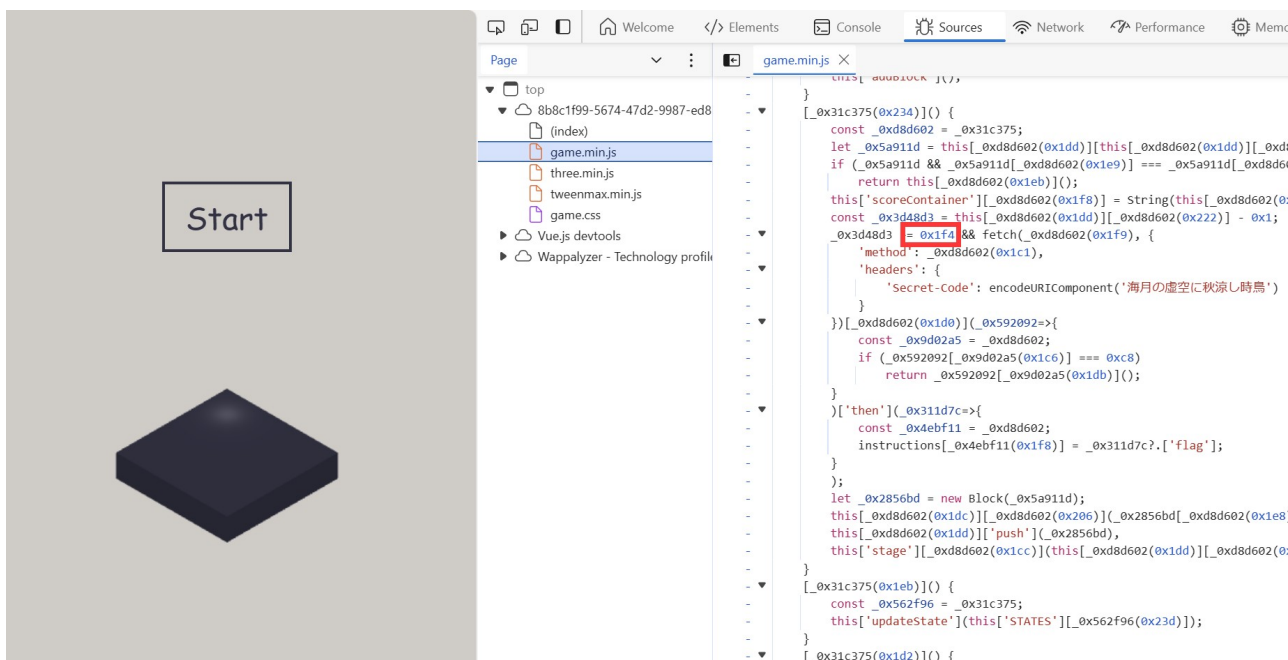 Welcome
Elements
Console
Sources
Network
Performance
Memo
Page
game.min.js
top
8b8c1f99-5674-47d2-9987-ed8
(index)
game.min.js
three.min.js
tweenmax.min.js
game.css
Vue.js devtools
Wappalyzer - Technology profile
Start
this['addBlock']();
}
[_0x31c375(0x234)]() {
const _0xd8d602 = _0x31c375;
let _0x5a911d = this[_0xd8d602(0x1dd)][this[_0xd8d602(0x1dd)][_0xd8
if (_0x5a911d && _0x5a911d[_0xd8d602(0x1e9)] === _0x5a911d[_0xd8d60
return this[_0xd8d602(0x1eb)]();
this['scoreContainer'][_0xd8d602(0x1f8)] = String(this[_0xd8d602(0x
const _0x3d48d3 = this[_0xd8d602(0x1dd)][_0xd8d602(0x222)] - 0x1;
_0x3d48d3 = 0x1f4 && fetch(_0xd8d602(0x1f9), {
'method': _0xd8d602(0x1c1),
'headers': {
'Secret-Code': encodeURIComponent('海月の虚空に秋涼し時鳥')
}
})[_0xd8d602(0x1d0)](_0x592092=>{
const _0x9d02a5 = _0xd8d602;
if (_0x592092[_0x9d02a5(0x1c6)] === 0xc8)
return _0x592092[_0x9d02a5(0x1db)]();
}
)['then'](_0x311d7c=>{
const _0x4ebf11 = _0xd8d602;
instructions[_0x4ebf11(0x1f8)] = _0x311d7c?.['flag'];
}
);
let _0x2856bd = new Block(_0x5a911d);
this[_0xd8d602(0x1dc)][_0xd8d602(0x206)](_0x2856bd[_0xd8d602(0x1e8)
this[_0xd8d602(0x1dd)]['push'](_0x2856bd),
this['stage'][_0xd8d602(0x1cc)](this[_0xd8d602(0x1dd)][_0xd8d602(0x
}
[_0x31c375(0x1eb)]() {
const _0x562f96 = _0x31c375;
this['updateState'](this['STATES'][_0x562f96(0x23d)]);
}
[_0x31c375(0x1d2)]() {